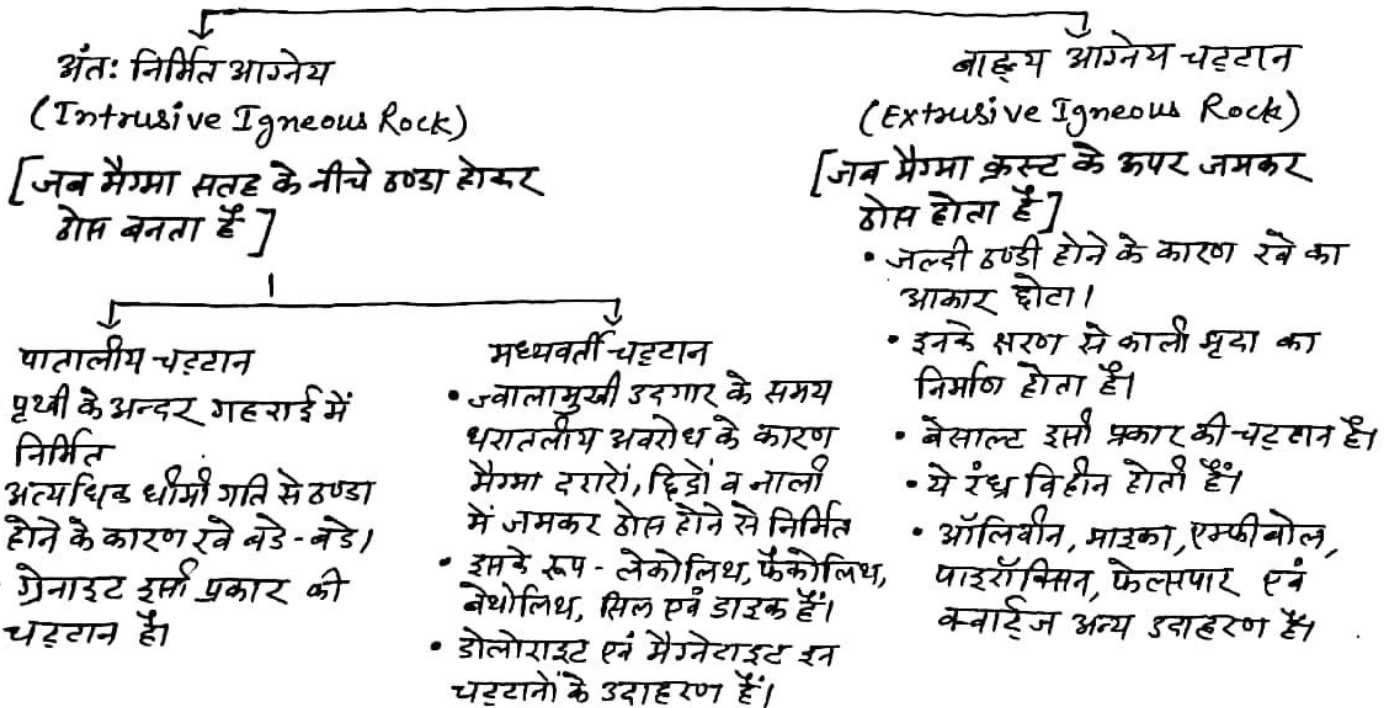 अंतः निर्मित आग्नेय
(Intrusive Igneous Rock)
[जब मैग्मा सतह के नीचे ठण्डा होकर
ठोस बनता है]
पातालीय चट्टान
पृथ्वी के अन्दर गहराई में
निर्मित
अत्यधिक धीमी गति से ठण्डा
होने के कारण रवे बडे-बडे।
ग्रेनाइट इसी प्रकार की
चट्टान है।
मध्यवर्ती चट्टान
• ज्वालामुखी उदगार के समय
धरातलीय अवरोध के कारण
मैग्मा दरारों, छिद्रों व नाली
में जमकर ठोस होने से निर्मित
• इसके रूप - लेकोलिथ, फैकोलिथ,
बेथोलिथ, सिल एवं डाइक हैं।
• डोलोराइट एवं मैग्नेटाइट इन
चट्टानों के उदाहरण हैं।
बाह्य आग्नेय चट्टान
(Extrusive Igneous Rock)
[जब मैग्मा क्रस्ट के ऊपर जमकर
ठोस होता है]
• जल्दी ठण्डी होने के कारण रवे का
आकार छोटा।
• इनके क्षरण से काली मृदा का
निर्माण होता है।
• बेसाल्ट इसी प्रकार की चट्टान है।
• ये रंध्र विहीन होती हैं।
• ऑलिवीन, माइका, एम्फीबोल,
पाइरॉक्सिन, फेल्सपार एवं
क्वार्ट्ज अन्य उदाहरण हैं।